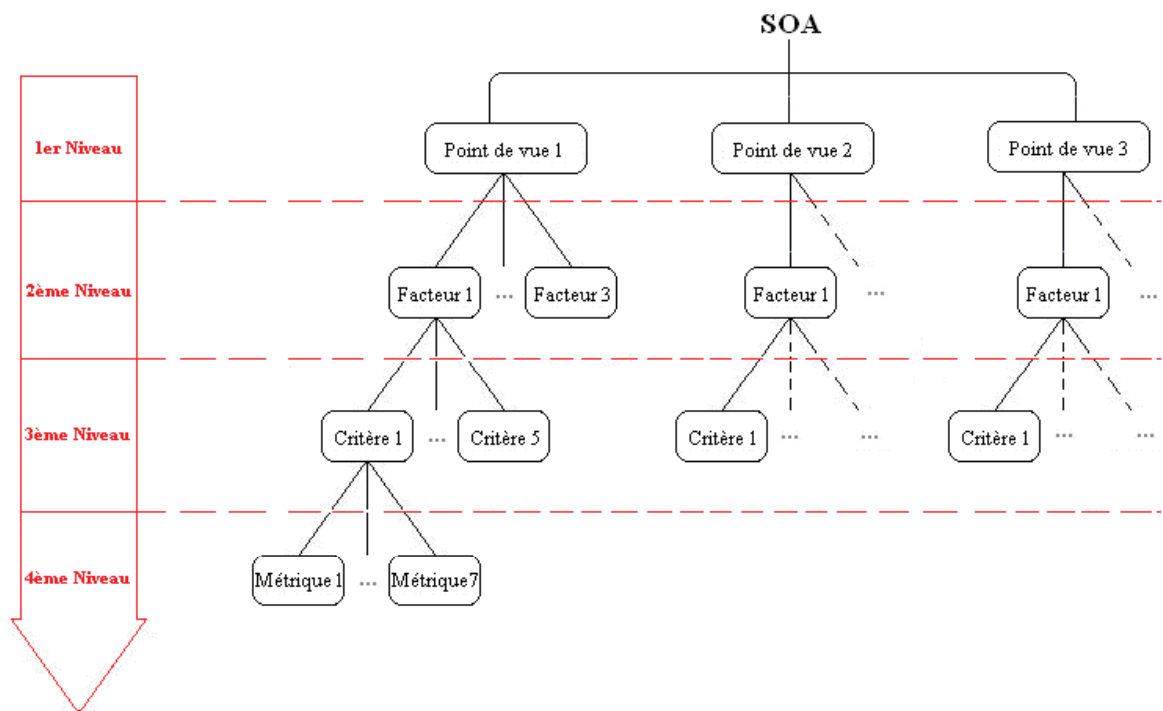 SOA
1er Niveau
Point de vue 1
Point de vue 2
Point de vue 3
2ème Niveau
Facteur 1
...
Facteur 3
Facteur 1
...
Facteur 1
...
3ème Niveau
Critère 1
...
Critère 5
Critère 1
...
...
Critère 1
...
...
4ème Niveau
Métrique 1
...
Métrique 7